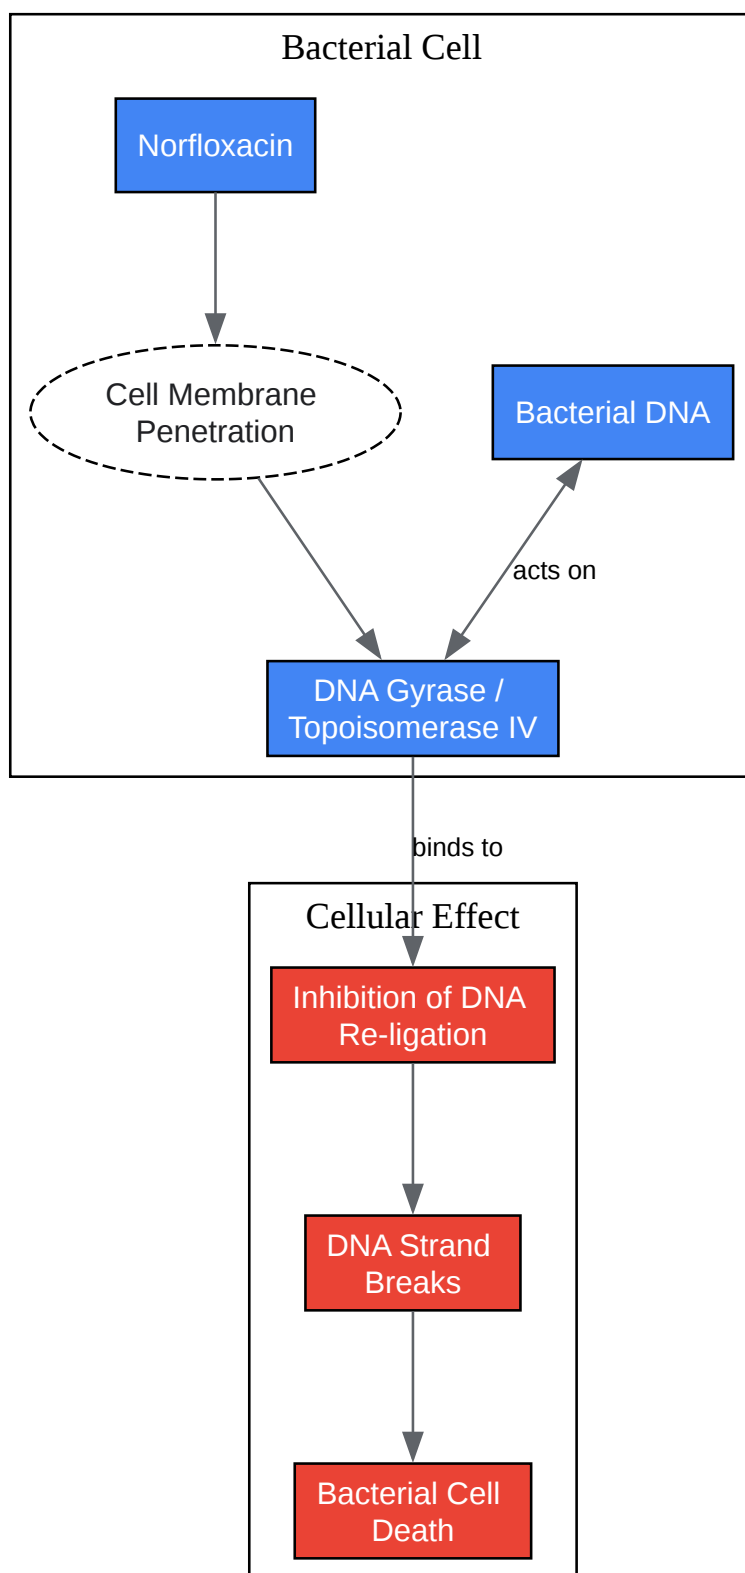 Bacterial Cell
Norfloxacin
Cell Membrane
Penetration
Bacterial DNA
acts on
DNA Gyrase /
Topoisomerase IV
binds to
Cellular Effect
Inhibition of DNA
Re-ligation
DNA Strand
Breaks
Bacterial Cell
Death